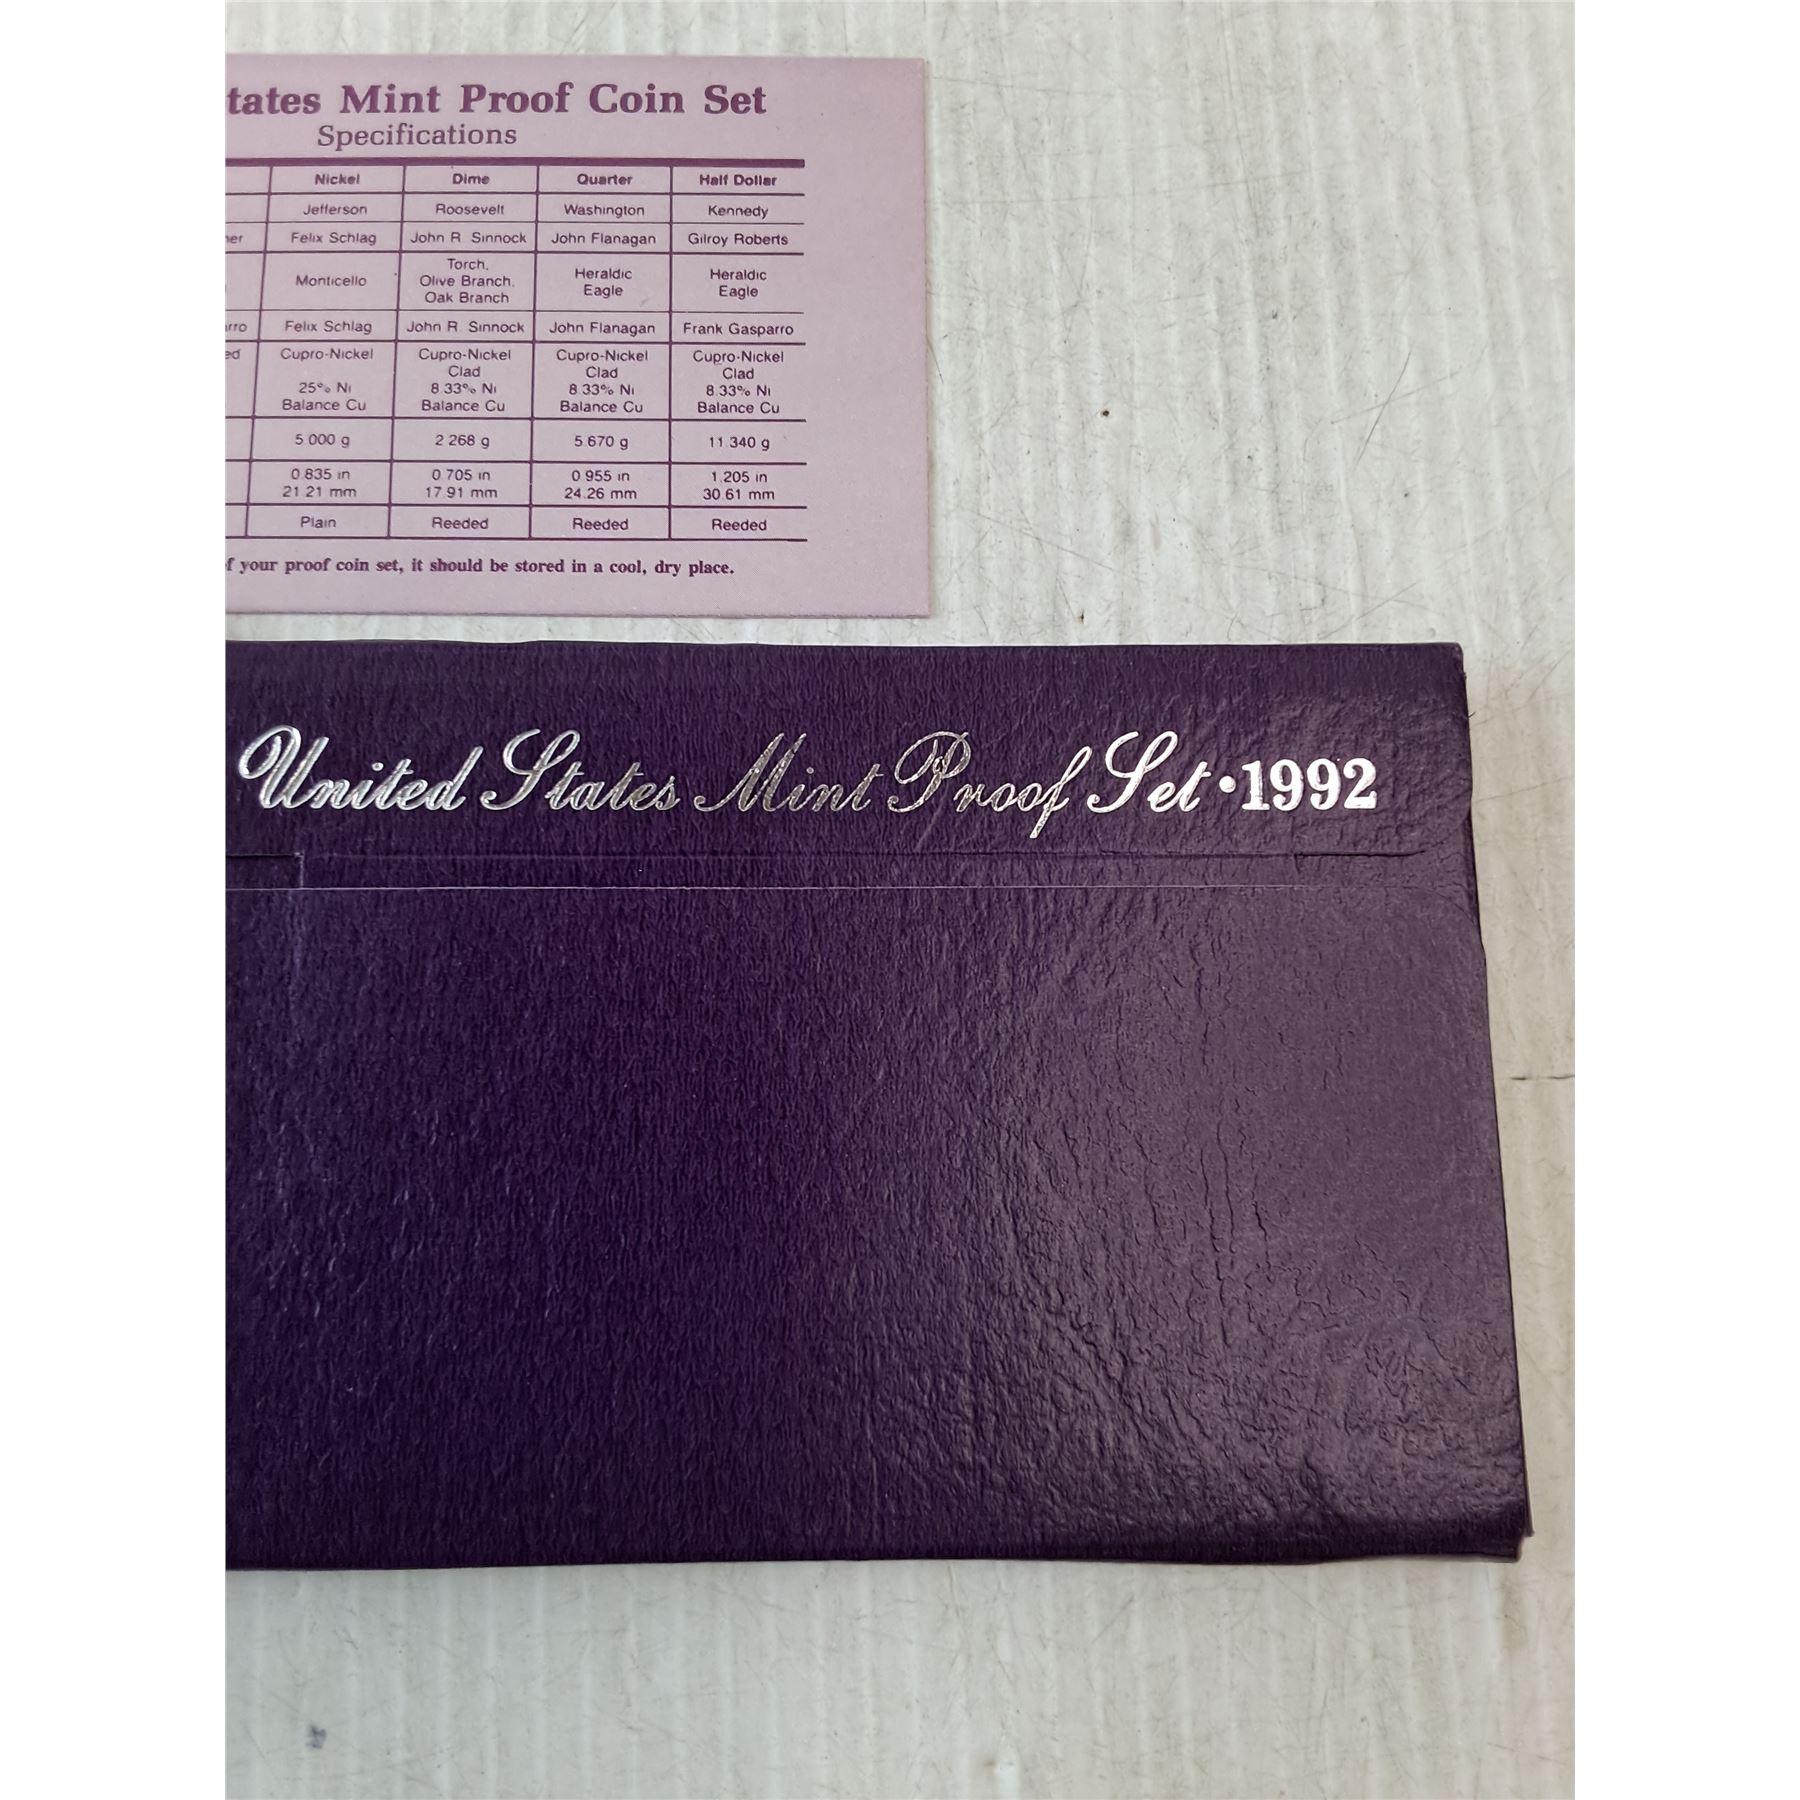 tates Mint Proof Coin Set
Specifications
Nickel Dime Quarter Half Dollar
Jefferson Roosevelt Washington Kennedy
er Felix Schlag John R. Sinnock John Flanagan Gilroy Roberts
Monticello Torch, Olive Branch, Oak Branch Heraldic Eagle Heraldic Eagle
rro Felix Schlag John R. Sinnock John Flanagan Frank Gasparro
ed Cupro-Nickel Cupro-Nickel Cupro-Nickel Cupro-Nickel
Clad Clad Clad
25% Ni 8.33% Ni 8.33% Ni 8.33% Ni
Balance Cu Balance Cu Balance Cu Balance Cu
5.000 g 2.268 g 5.670 g 11.340 g
0.835 in 0.705 in 0.955 in 1.205 in
21.21 mm 17.91 mm 24.26 mm 30.61 mm
Plain Reeded Reeded Reeded
f your proof coin set, it should be stored in a cool, dry place.
United States Mint Proof Set • 1992